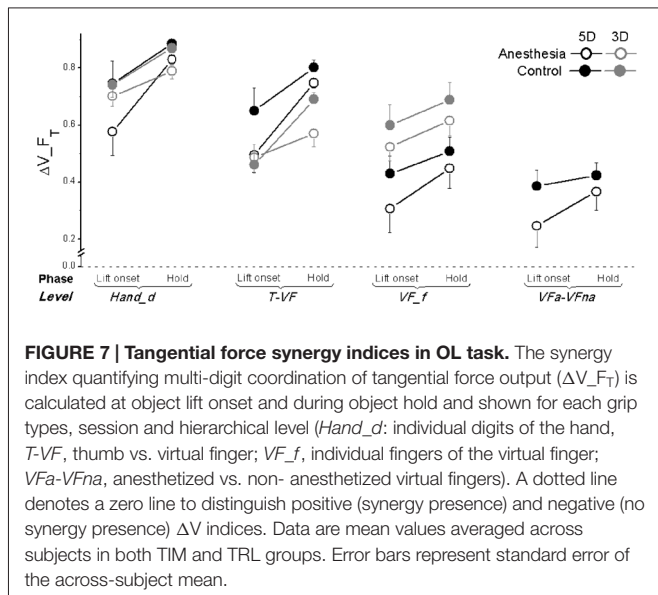 5D 3D
Anesthesia
Control
ΔV_F_T
0.8
0.6
0.4
0.2
0.0
Phase Lift onset Hold Lift onset Hold Lift onset Hold Lift onset Hold
Level Hand_d T-VF VF_f VFa-VFna
FIGURE 7 | Tangential force synergy indices in OL task. The synergy
index quantifying multi-digit coordination of tangential force output (ΔV_F_T) is
calculated at object lift onset and during object hold and shown for each grip
types, session and hierarchical level (Hand_d: individual digits of the hand,
T-VF, thumb vs. virtual finger; VF_f, individual fingers of the virtual finger;
VFa-VFna, anesthetized vs. non- anesthetized virtual fingers). A dotted line
denotes a zero line to distinguish positive (synergy presence) and negative (no
synergy presence) ΔV indices. Data are mean values averaged across
subjects in both TIM and TRL groups. Error bars represent standard error of
the across-subject mean.